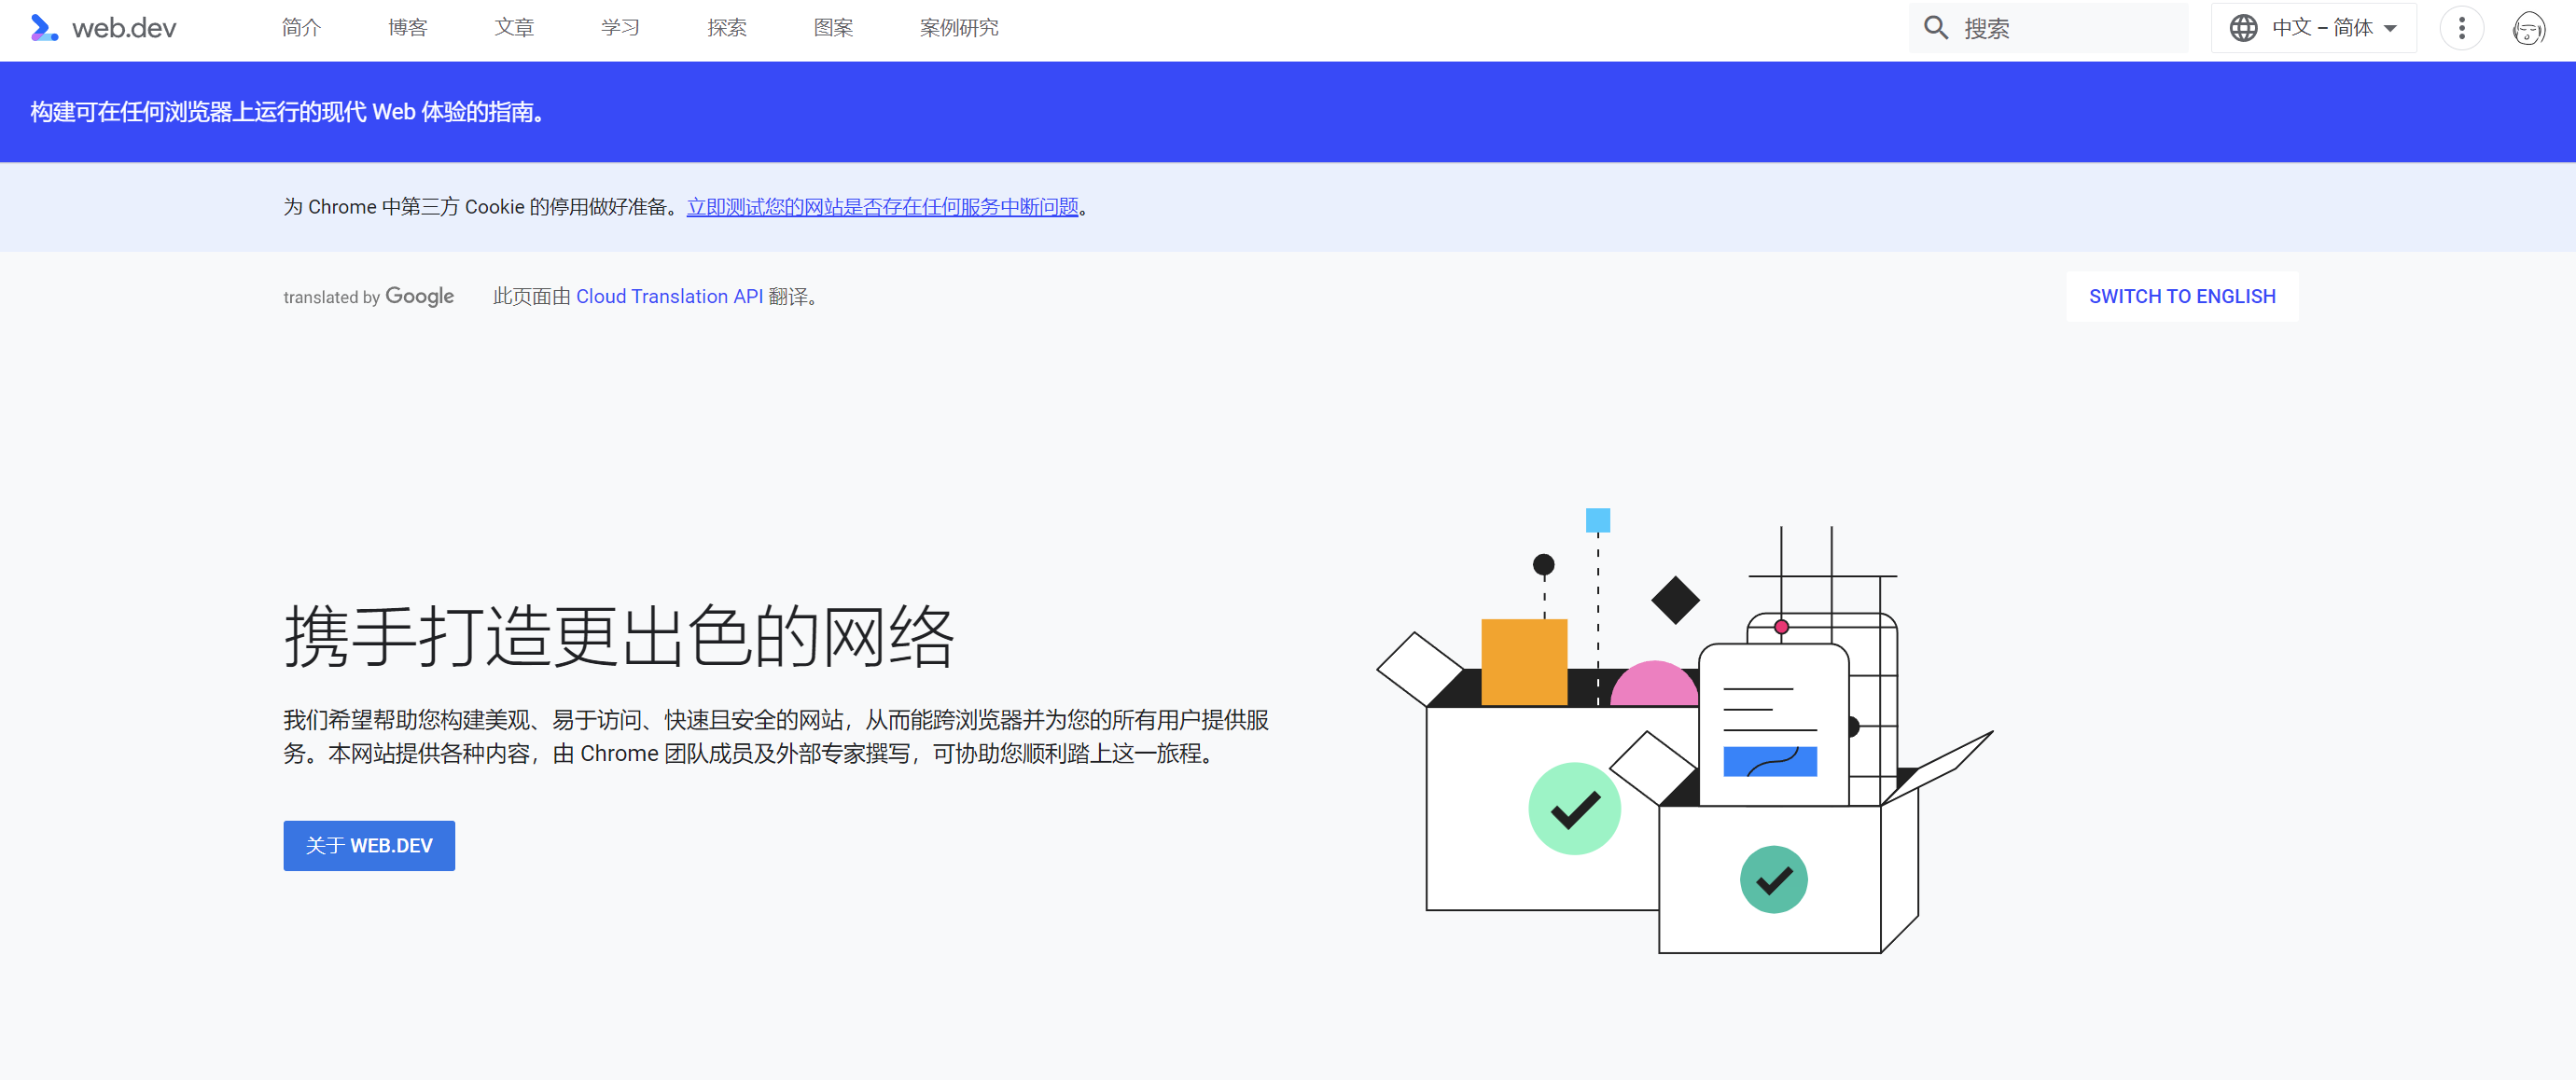 web.dev 简介 博客 文章 学习 探索 图案 案例研究 搜索 中文 – 简体
构建可在任何浏览器上运行的现代 Web 体验的指南。
为 Chrome 中第三方 Cookie 的停用做好准备。立即测试您的网站是否存在任何服务中断问题。
translated by Google 此页面由 Cloud Translation API 翻译。 SWITCH TO ENGLISH
携手打造更出色的网络
我们希望帮助您构建美观、易于访问、快速且安全的网站，从而能跨浏览器并为您的所有用户提供服
务。本网站提供各种内容，由 Chrome 团队成员及外部专家撰写，可协助您顺利踏上这一旅程。
关于 WEB.DEV